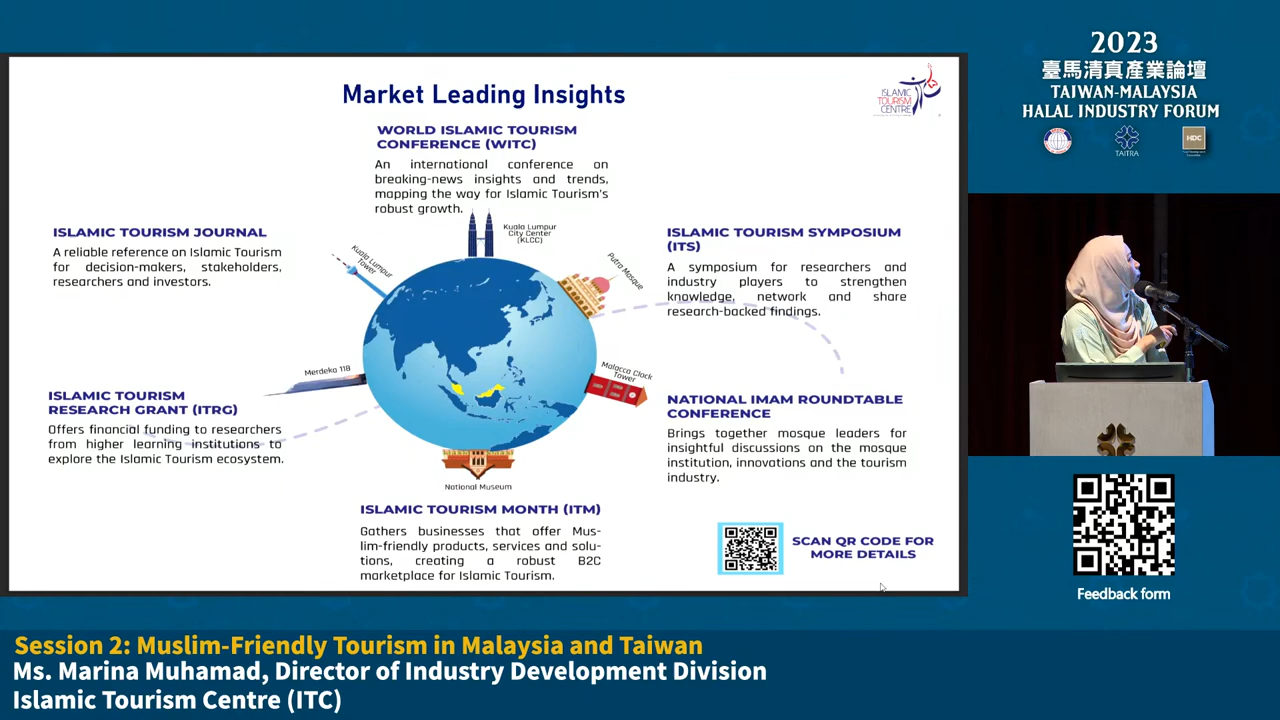 Market Leading Insights
ISLAMIC
TOURISM
CENTRE
WORLD ISLAMIC TOURISM
CONFERENCE (WITC)
An international conference on
breaking-news insights and trends,
mapping the way for Islamic Tourism's
robust growth.
ISLAMIC TOURISM JOURNAL
A reliable reference on Islamic Tourism
for decision-makers, stakeholders,
researchers and investors.
Kuala Lumpur
Tower
Kuala Lumpur
City Center
(KLCC)
Putra Mosque
ISLAMIC TOURISM SYMPOSIUM
(ITS)
A symposium for researchers and
industry players to strengthen
knowledge, network and share
research-backed findings.
Merdeka 118
Malacca Clock
Tower
ISLAMIC TOURISM
RESEARCH GRANT (ITRG)
Offers financial funding to researchers
from higher learning institutions to
explore the Islamic Tourism ecosystem.
NATIONAL IMAM ROUNDTABLE
CONFERENCE
Brings together mosque leaders for
insightful discussions on the mosque
institution, innovations and the tourism
industry.
National Museum
ISLAMIC TOURISM MONTH (ITM)
Gathers businesses that offer Mus-
lim-friendly products, services and solu-
tions, creating a robust B2C
marketplace for Islamic Tourism.
SCAN QR CODE FOR
MORE DETAILS
2023
臺馬清真產業論壇
TAIWAN-MALAYSIA
HALAL INDUSTRY FORUM
TAITRA
HDC
Feedback form
Session 2: Muslim-Friendly Tourism in Malaysia and Taiwan
Ms. Marina Muhamad, Director of Industry Development Division
Islamic Tourism Centre (ITC)